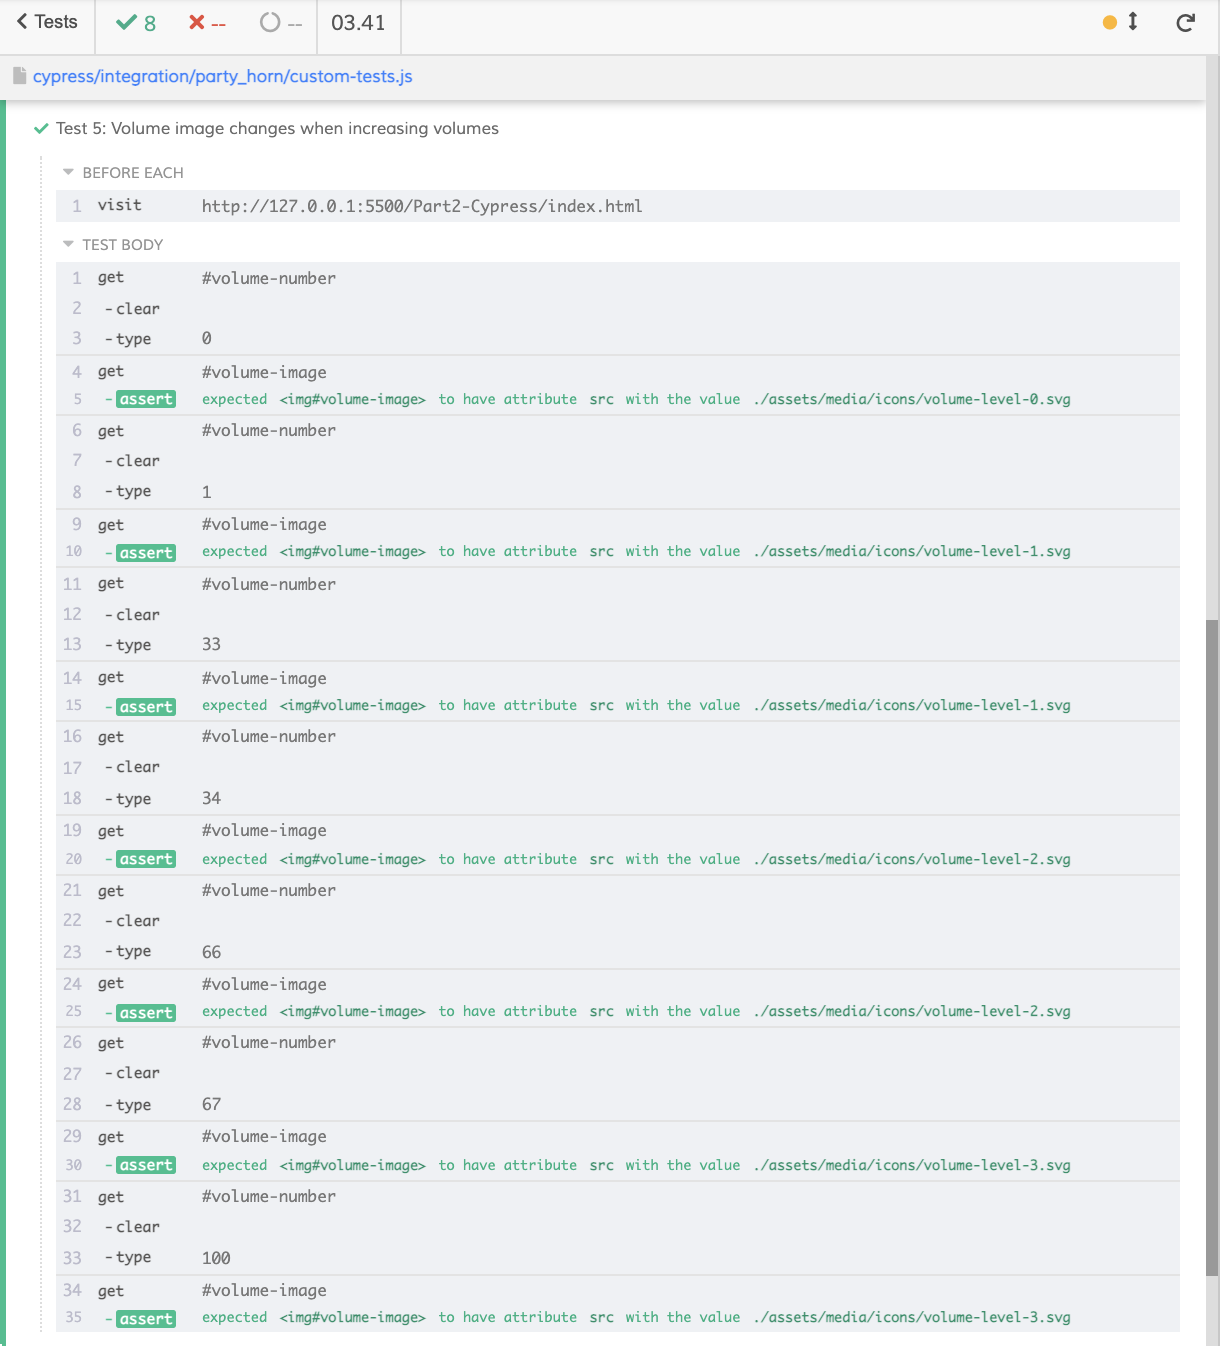 Tests 8 -- -- 03.41
cypress/integration/party_horn/custom-tests.js
Test 5: Volume image changes when increasing volumes
BEFORE EACH
1 visit http://127.0.0.1:5500/Part2-Cypress/index.html
TEST BODY
1 get #volume-number
2 -clear
3 -type 0
4 get #volume-image
5 -assert expected <img#volume-image> to have attribute src with the value ./assets/media/icons/volume-level-0.svg
6 get #volume-number
7 -clear
8 -type 1
9 get #volume-image
10 -assert expected <img#volume-image> to have attribute src with the value ./assets/media/icons/volume-level-1.svg
11 get #volume-number
12 -clear
13 -type 33
14 get #volume-image
15 -assert expected <img#volume-image> to have attribute src with the value ./assets/media/icons/volume-level-1.svg
16 get #volume-number
17 -clear
18 -type 34
19 get #volume-image
20 -assert expected <img#volume-image> to have attribute src with the value ./assets/media/icons/volume-level-2.svg
21 get #volume-number
22 -clear
23 -type 66
24 get #volume-image
25 -assert expected <img#volume-image> to have attribute src with the value ./assets/media/icons/volume-level-2.svg
26 get #volume-number
27 -clear
28 -type 67
29 get #volume-image
30 -assert expected <img#volume-image> to have attribute src with the value ./assets/media/icons/volume-level-3.svg
31 get #volume-number
32 -clear
33 -type 100
34 get #volume-image
35 -assert expected <img#volume-image> to have attribute src with the value ./assets/media/icons/volume-level-3.svg